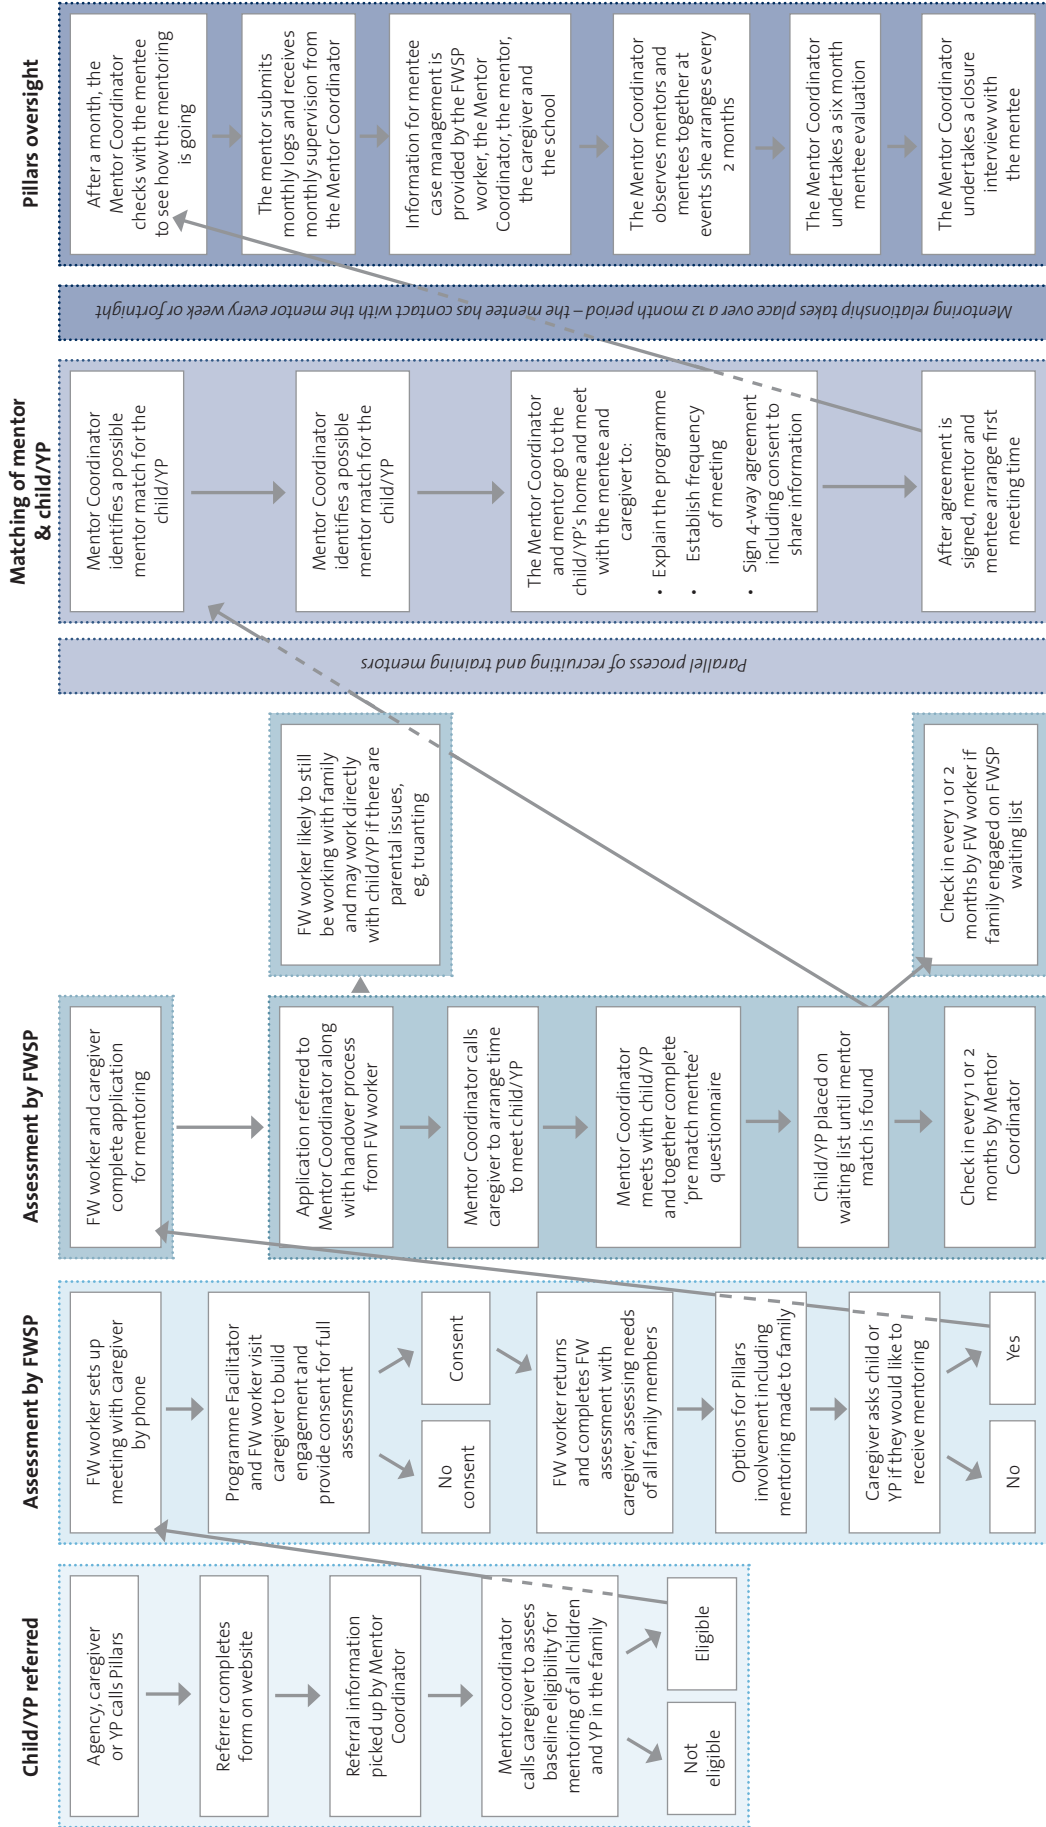 Child/YP referred
Agency, caregiver
or YP calls Pillars
Referrer completes
form on website
Referral information
picked up by Mentor
Coordinator
Mentor coordinator
calls caregiver to assess
baseline eligibility for
mentoring of all children
and YP in the family
Not
eligible
Eligible
Assessment by FWSP
FW worker sets up
meeting with caregiver
by phone
Programme Facilitator
and FW worker visit
caregiver to build
engagement and
provide consent for full
assessment
No
consent
Consent
FW worker returns
and completes FW
assessment with
caregiver, assessing needs
of all family members
Options for Pillars
involvement including
mentoring made to family
Caregiver asks child or
YP if they would like to
receive mentoring
No
Yes
Assessment by FWSP
FW worker and caregiver
complete application
for mentoring
Application referred to
Mentor Coordinator along
with handover process
from FW worker
Mentor Coordinator calls
caregiver to arrange time
to meet child/YP
Mentor Coordinator
meets with child/YP
and together complete
‘pre match mentee’
questionnaire
Child/YP placed on
waiting list until mentor
match is found
Check in every 1 or 2
months by Mentor
Coordinator
FW worker likely to still
be working with family
and may work directly
with child/YP if there are
parental issues,
eg, truanting
Check in every 1 or 2
months by FW worker if
family engaged on FWSP
waiting list
Parallel process of recruiting and training mentors
Matching of mentor
& child/YP
Mentor Coordinator
identifies a possible
mentor match for the
child/YP
Mentor Coordinator
identifies a possible
mentor match for the
child/YP
The Mentor Coordinator
and mentor go to the
child/YP’s home and meet
with the mentee and
caregiver to:
• Explain the programme
• Establish frequency
of meeting
• Sign 4-way agreement
including consent to
share information
After agreement is
signed, mentor and
mentee arrange first
meeting time
Mentoring relationship takes place over a 12 month period – the mentee has contact with the mentor every week or fortnight
Pillars oversight
After a month, the
Mentor Coordinator
checks with the mentee
to see how the mentoring
is going
The mentor submits
monthly logs and receives
monthly supervision from
the Mentor Coordinator
Information for mentee
case management is
provided by the FWSP
worker, the Mentor
Coordinator, the mentor,
the caregiver and
the school
The Mentor Coordinator
observes mentors and
mentees together at
events she arranges every
2 months
The Mentor Coordinator
undertakes a six month
mentee evaluation
The Mentor Coordinator
undertakes a closure
interview with
the mentee